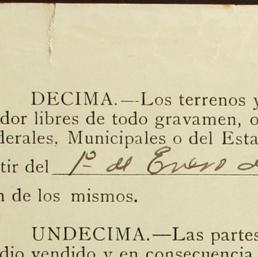 DECIMA.—Los terrenos y
dor libres de todo gravamen, o
derales, Municipales o del Esta
tir del 1º de Enero d
n de los mismos.
UNDECIMA.—Las partes
dio vendido y en consecuencia